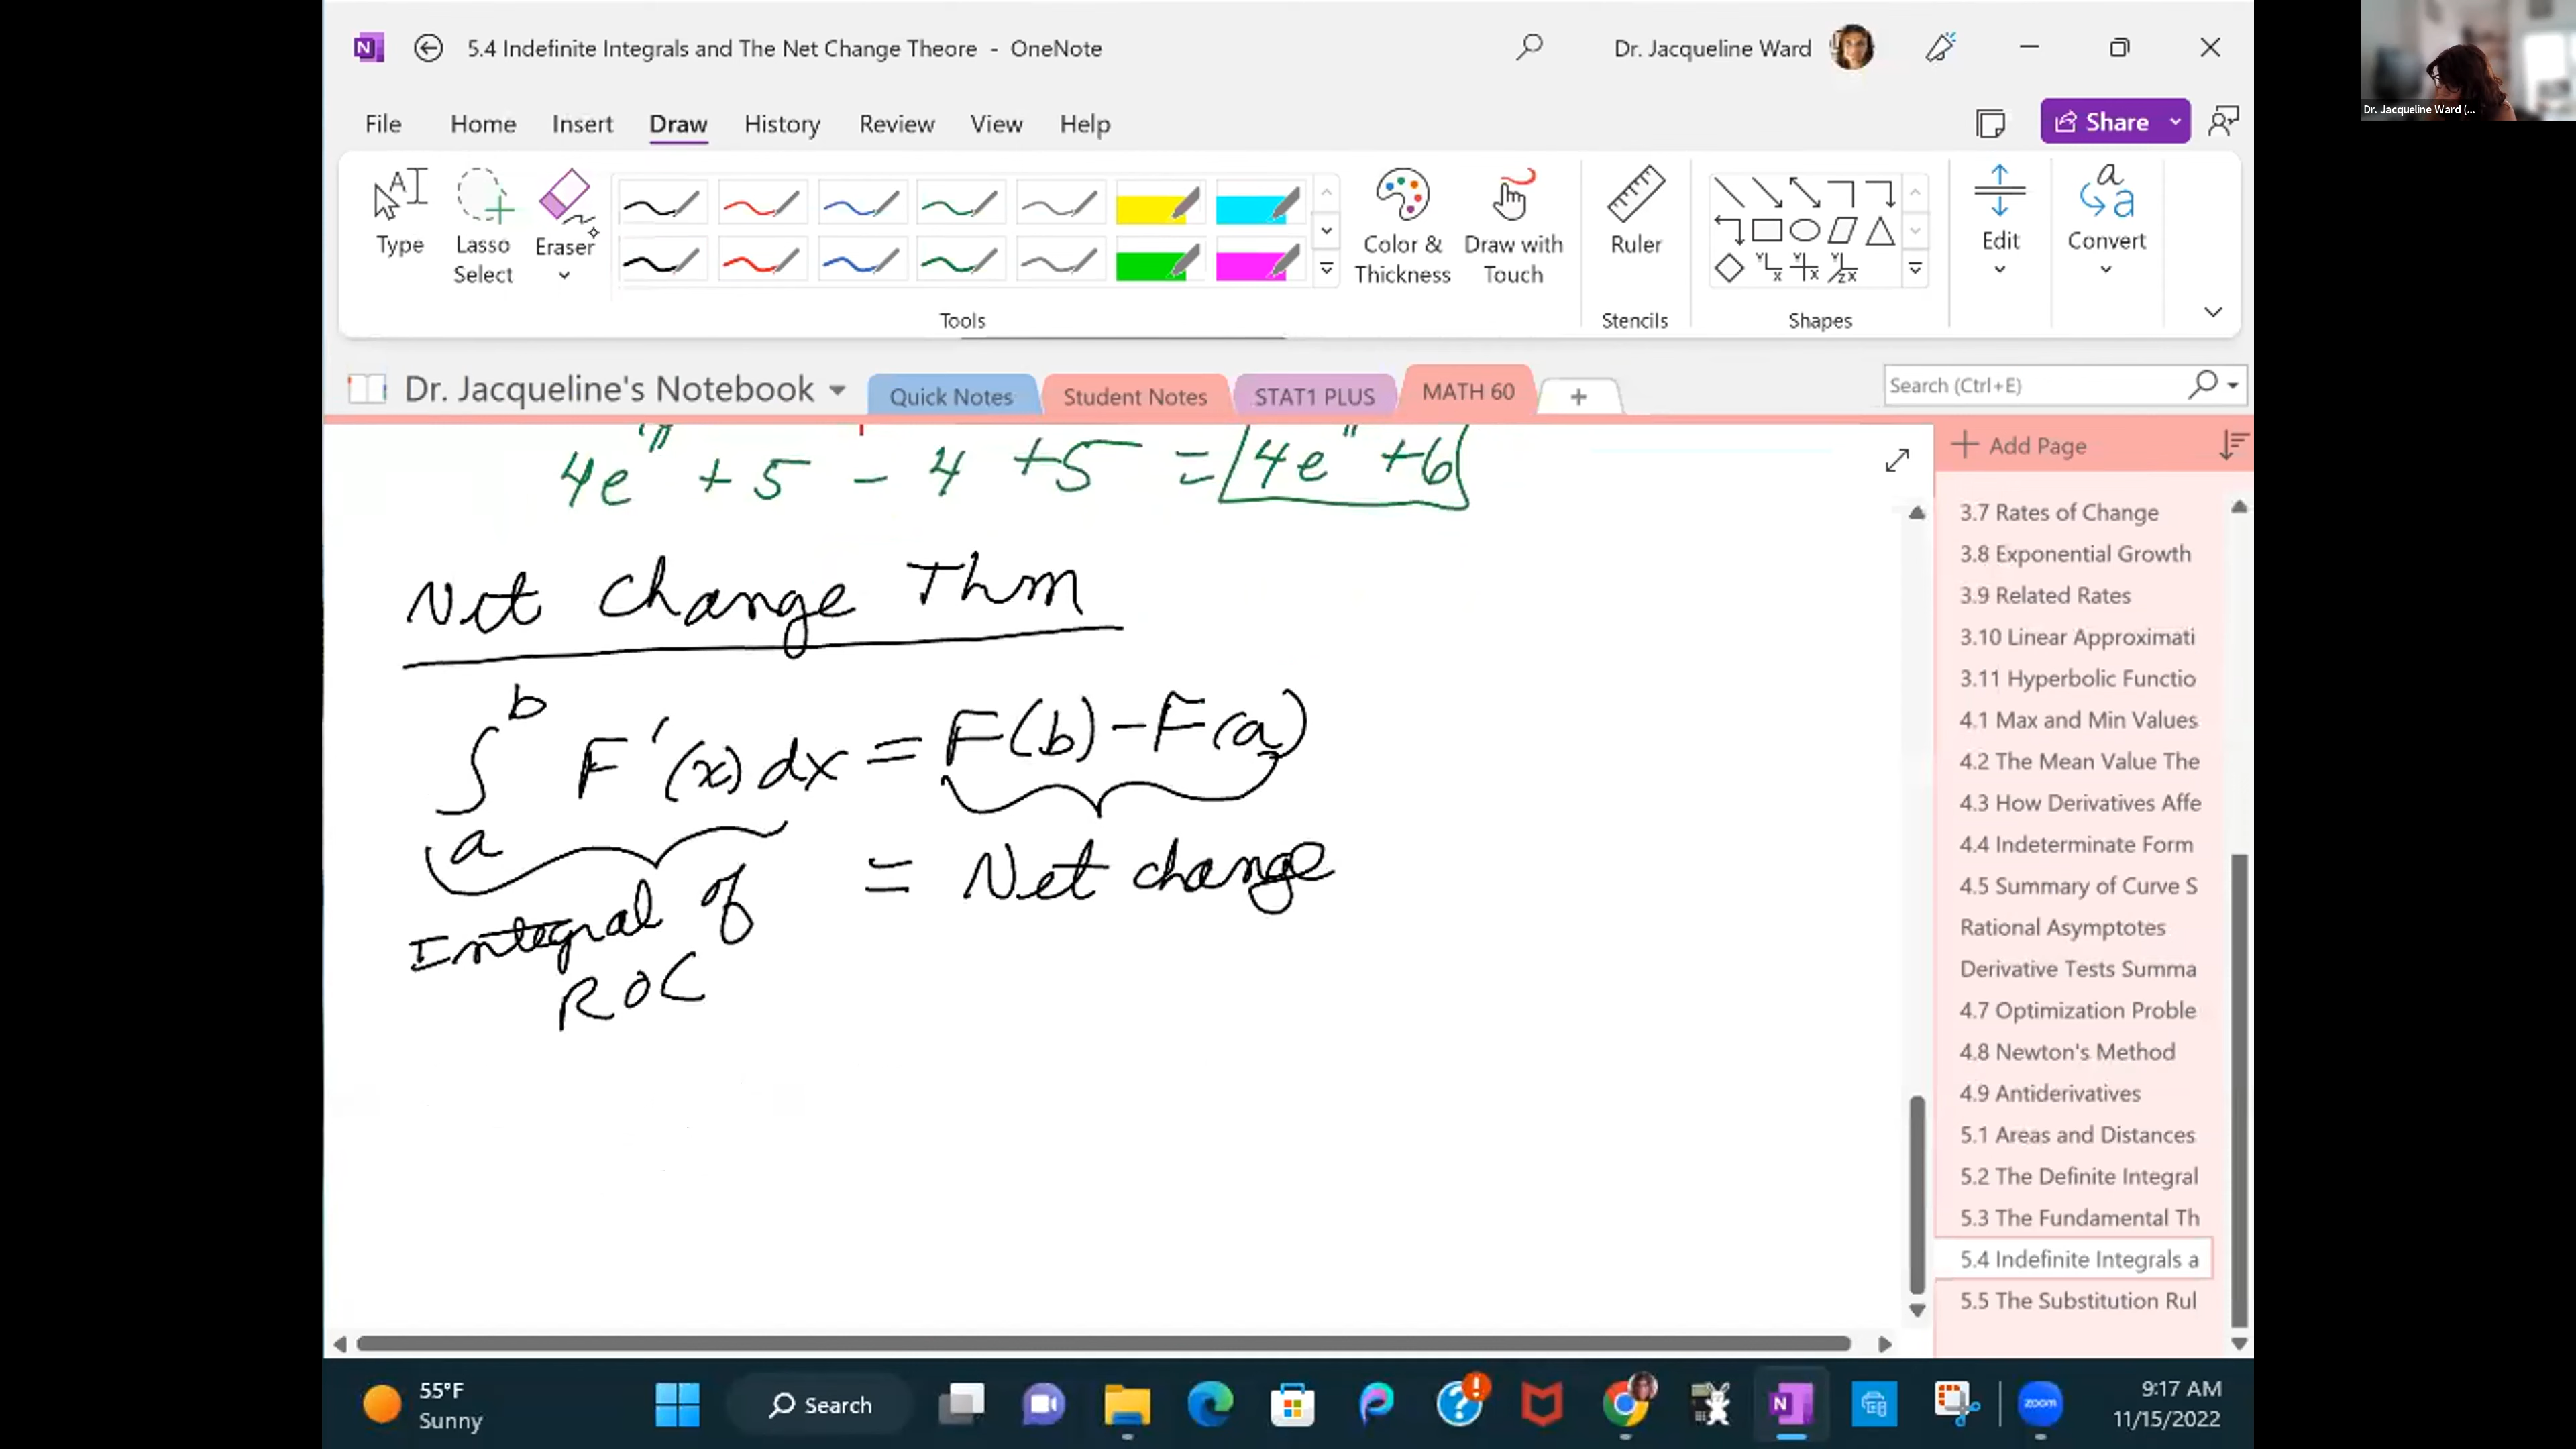 5.4 Indefinite Integrals and The Net Change Theore - OneNote
Dr. Jacqueline Ward
Dr. Jacqueline Ward (...
File Home Insert Draw History Review View Help
Share
Type
Lasso Select
Eraser
Color & Thickness
Draw with Touch
Ruler
Edit
Convert
Tools
Stencils
Shapes
Dr. Jacqueline's Notebook
Quick Notes
Student Notes
STAT1 PLUS
MATH 60
+
Search (Ctrl+E)
4e^π + 5 - 4 + 5 = 4e^π + 6
Net Change Thm
∫_a^b F'(x) dx = F(b) - F(a)
Integral of ROC = Net change
Add Page
3.7 Rates of Change
3.8 Exponential Growth
3.9 Related Rates
3.10 Linear Approximati
3.11 Hyperbolic Functio
4.1 Max and Min Values
4.2 The Mean Value The
4.3 How Derivatives Affe
4.4 Indeterminate Form
4.5 Summary of Curve S
Rational Asymptotes
Derivative Tests Summa
4.7 Optimization Proble
4.8 Newton's Method
4.9 Antiderivatives
5.1 Areas and Distances
5.2 The Definite Integral
5.3 The Fundamental Th
5.4 Indefinite Integrals a
5.5 The Substitution Rul
55°F
Sunny
Search
zoom
9:17 AM
11/15/2022